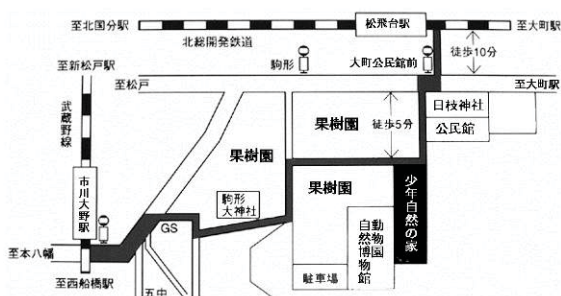 至北国分駅
松飛台駅
至大町駅
北総開発鉄道
徒歩10分
至新松戸駅
駒形
大町公民館前
至松戸
至大町駅
武蔵野線
果樹園
徒歩5分
日枝神社
公民館
果樹園
果樹園
少年自然の家
市川大野駅
駒形
大神社
動物園
自然博物館
GS
至本八幡
駐車場
至西船橋駅
五中